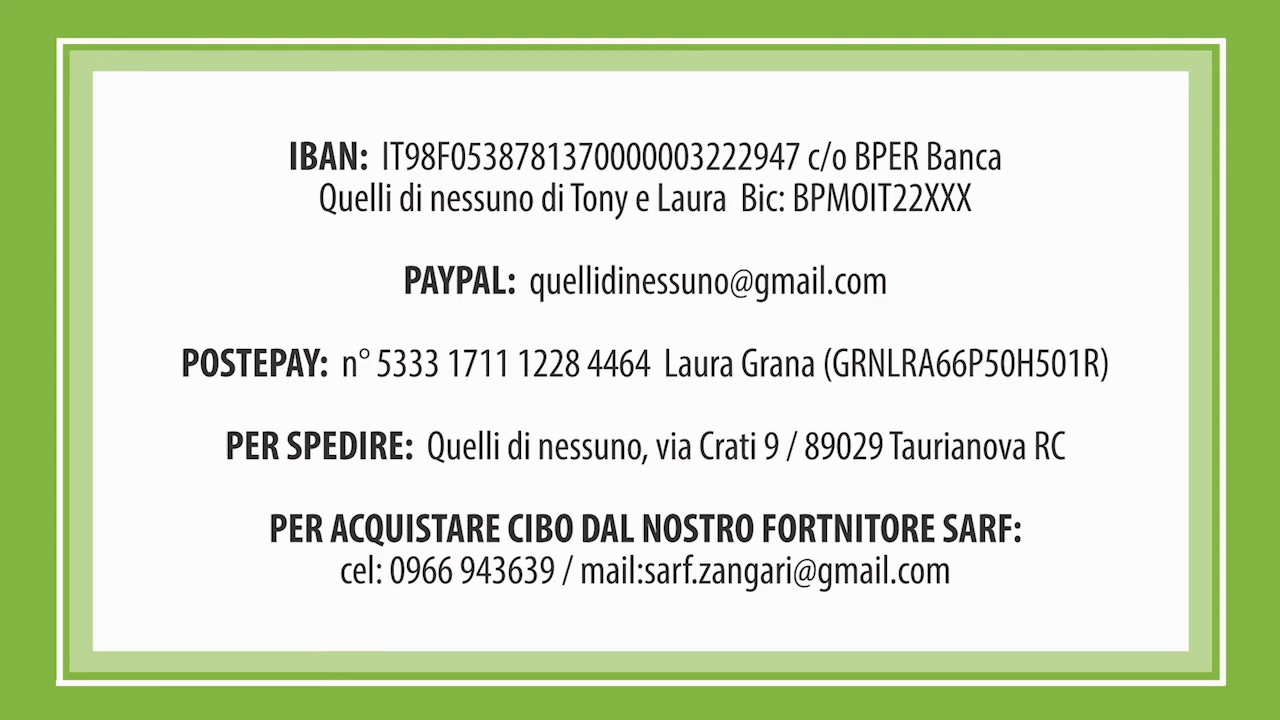 IBAN: IT98F0538781370000003222947 c/o BPER Banca
Quelli di nessuno di Tony e Laura Bic: BPMOIT22XXX
PAYPAL: quellidinessuno@gmail.com
POSTEPAY: n° 5333 1711 1228 4464 Laura Grana (GRNLRA66P50H501R)
PER SPEDIRE: Quelli di nessuno, via Crati 9 / 89029 Taurianova RC
PER ACQUISTARE CIBO DAL NOSTRO FORTNITORE SARF:
cel: 0966 943639 / mail:sarf.zangari@gmail.com